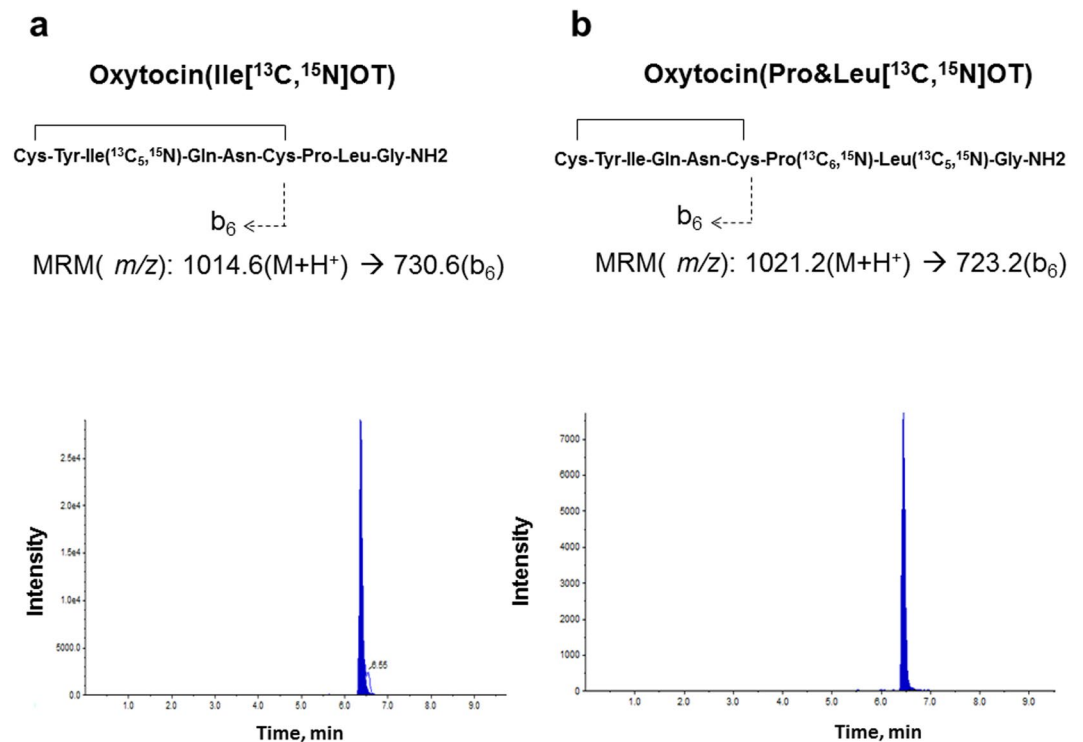 a
Oxytocin(Ile[¹³C,¹⁵N]OT)
Cys-Tyr-Ile(¹³C₅,¹⁵N)-Gln-Asn-Cys-Pro-Leu-Gly-NH2
b₆
MRM( m/z): 1014.6(M+H⁺) → 730.6(b₆)
Intensity
2.5e4
2.0e4
1.5e4
1.0e4
5000.0
0.0
6.55
1.0 2.0 3.0 4.0 5.0 6.0 7.0 8.0 9.0
Time, min
b
Oxytocin(Pro&Leu[¹³C,¹⁵N]OT)
Cys-Tyr-Ile-Gln-Asn-Cys-Pro(¹³C₆,¹⁵N)-Leu(¹³C₅,¹⁵N)-Gly-NH2
b₆
MRM( m/z): 1021.2(M+H⁺) → 723.2(b₆)
Intensity
7000
6000
5000
4000
3000
2000
1000
0
1.0 2.0 3.0 4.0 5.0 6.0 7.0 8.0 9.0
Time, min